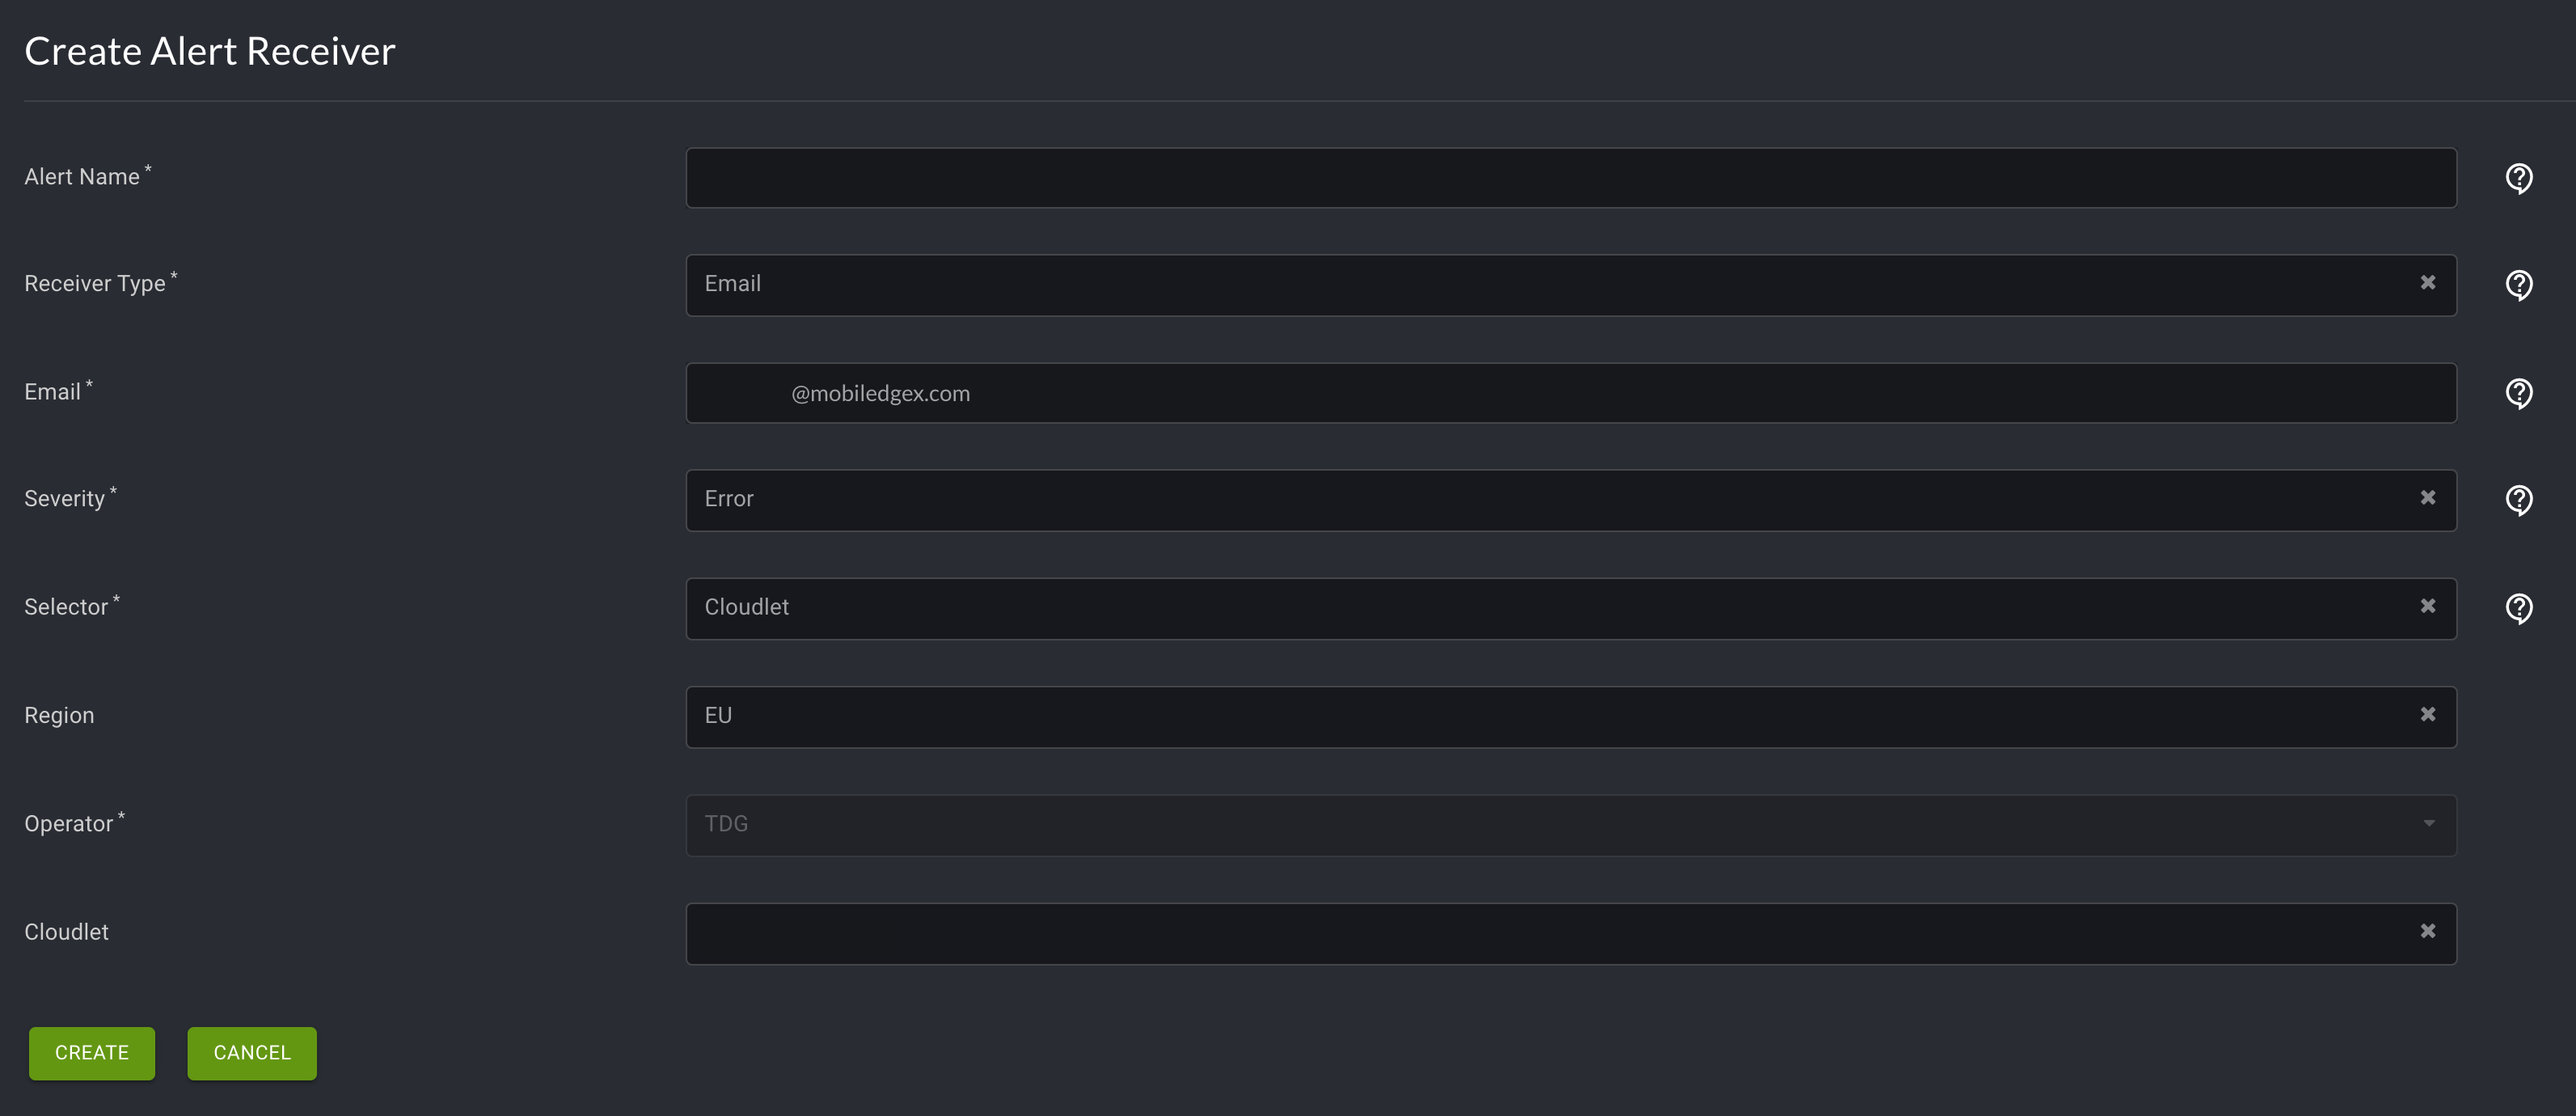 Create Alert Receiver
Alert Name *
Receiver Type * Email
Email * @mobiledgex.com
Severity * Error
Selector * Cloudlet
Region EU
Operator * TDG
Cloudlet
CREATE CANCEL